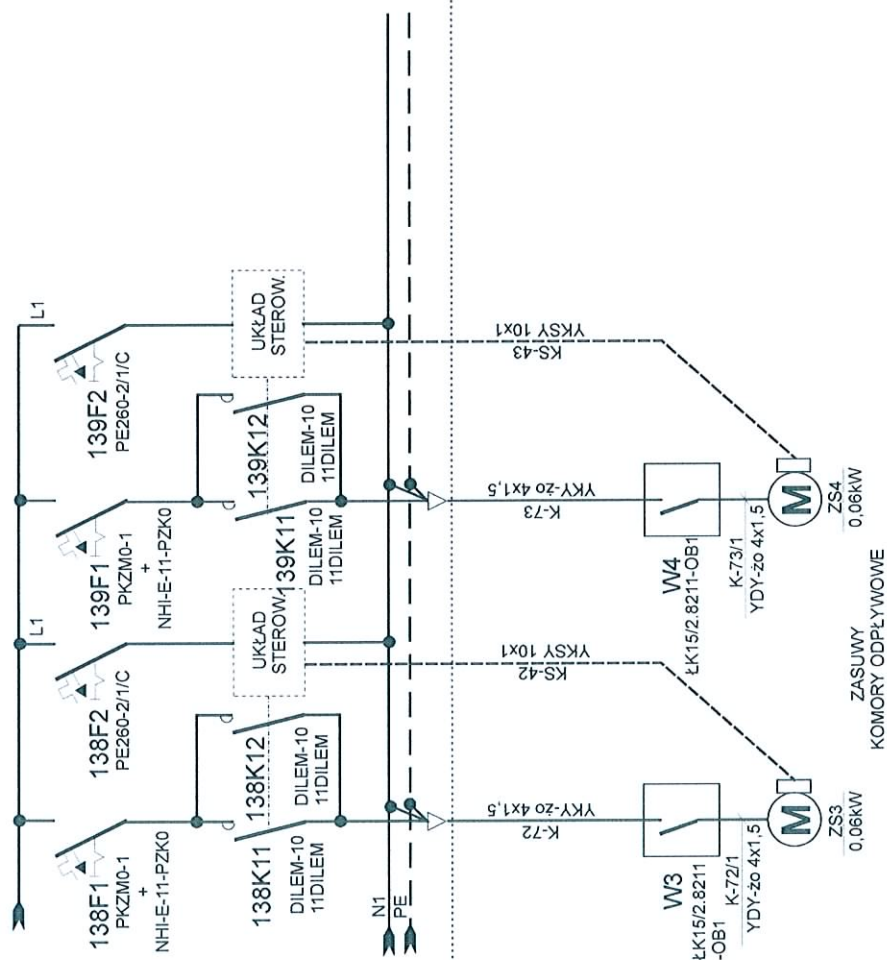 L1
139F2
PE260-2/1/C
UKŁAD
STEROW.
139K12
DILEM-10
11DILEM
139F1
PKZM0-1
+
NHI-E-11-PZK0
139K11
DILEM-10
11DILEM
L1
138F2
PE260-2/1/C
UKŁAD
STEROW.
138K12
DILEM-10
11DILEM
138F1
PKZM0-1
+
NHI-E-11-PZK0
138K11
DILEM-10
11DILEM
N1
PE
YKSY 10x1
KS-43
YKY-żo 4x1,5
K-73
YKSY 10x1
KS-42
YKY-żo 4x1,5
K-72
W4
ŁK15/2.8211-OB1
K-73/1
YDY-żo 4x1,5
M
ZS4
0,06kW
W3
ŁK15/2.8211
-OB1
K-72/1
YDY-żo 4x1,5
M
ZS3
0,06kW
ZASUWY
KOMORY ODPŁYWOWE